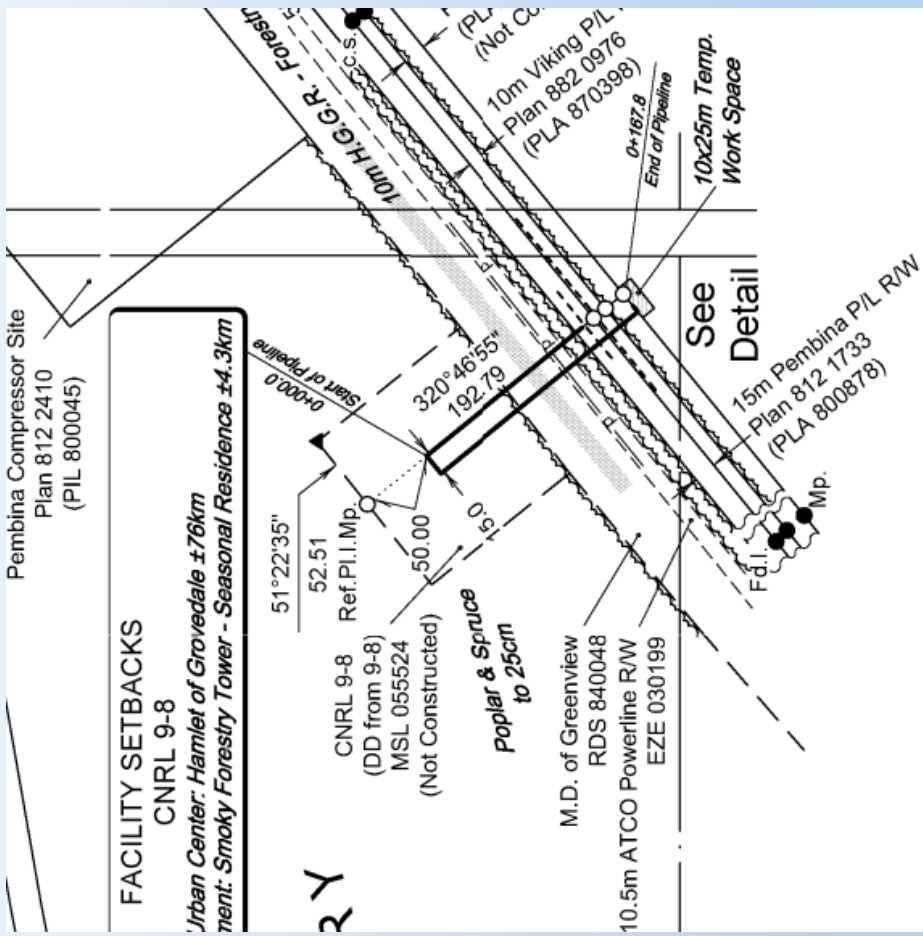 Pembina Compressor Site
Plan 812 2410
(PIL 800045)
FACILITY SETBACKS
CNRL 9-8
Urban Center: Hamlet of Grovedale ±76km
ment: Smoky Forestry Tower - Seasonal Residence ±4.3km
0+000.0
Start of Pipeline
320°46'55"
192.79
51°22'35"
52.51
Ref.Pl.I.Mp.
50.00
15.0
CNRL 9-8
(DD from 9-8)
MSL 055524
(Not Constructed)
Poplar & Spruce
to 25cm
M.D. of Greenview
RDS 840048
10.5m ATCO Powerline R/W
EZE 030199
10m H.G.G.R. - Forestr
c.s.
(PLA
(Not Co
10m Viking P/L
Plan 882 0976
(PLA 870398)
0+167.8
End of Pipeline
10x25m Temp.
Work Space
See
Detail
15m Pembina P/L R/W
Plan 812 1733
(PLA 800878)
P
P
P
Fd.I.
Mp.
RY